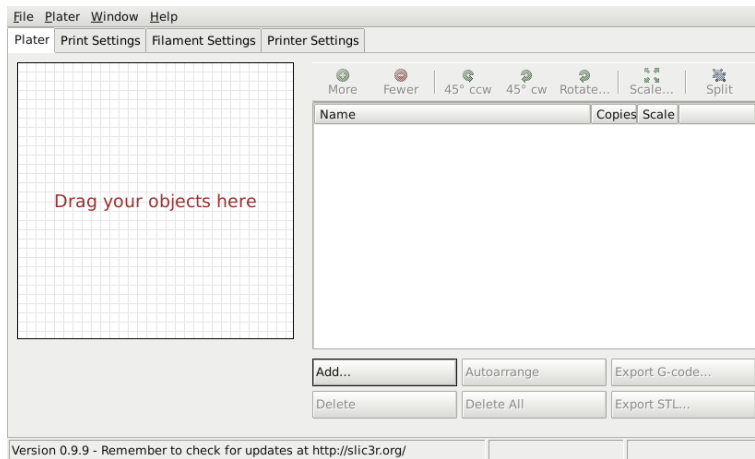 File Plater Window Help
Plater Print Settings Filament Settings Printer Settings
More Fewer 45° ccw 45° cw Rotate... Scale... Split
Name Copies Scale
Drag your objects here
Add... Autoarrange Export G-code...
Delete Delete All Export STL...
Version 0.9.9 - Remember to check for updates at http://slic3r.org/